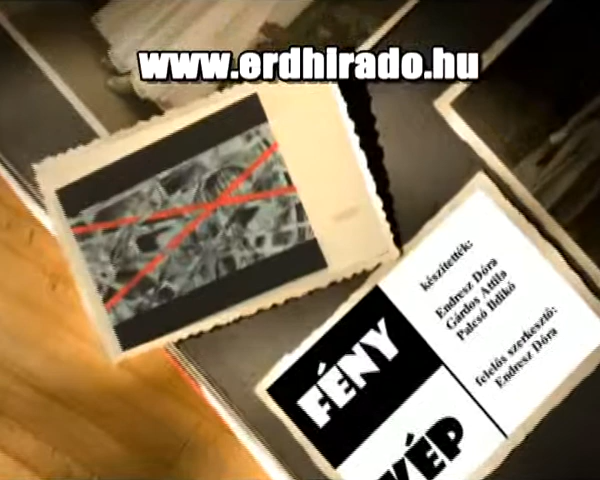 www.erdhirado.hu
készítették:
Endresz Dóra
Gárdos Attila
Palcsó Ildikó
felelős szerkesztő:
Endresz Dóra
FÉNY
KÉP